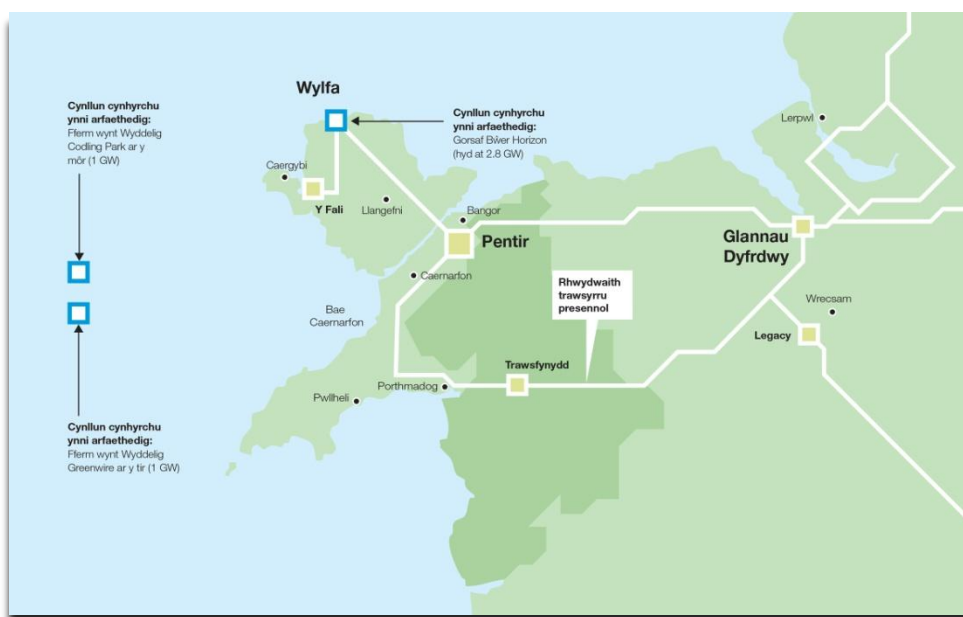 Wylfa
Cynllun cynhyrchu
ynni arfaethedig:
Fferm wynt Wyddelig
Codling Park ar y
môr (1 GW)
Cynllun cynhyrchu
ynni arfaethedig:
Gorsaf Bŵer Horizon
(hyd at 2.8 GW)
Lerpwl
Caergybi
Y Fali
Llangefni
Bangor
Pentir
Glannau
Dyfrdwy
Caernarfon
Rhwydwaith
trawsyrru
presennol
Bae
Caernarfon
Wrecsam
Legacy
Trawsfynydd
Porthmadog
Pwllheli
Cynllun cynhyrchu
ynni arfaethedig:
Fferm wynt Wyddelig
Greenwire ar y tir (1 GW)